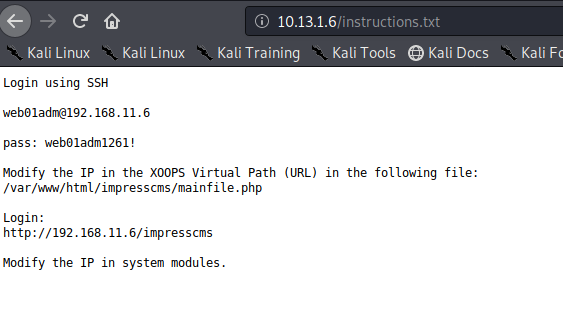 10.13.1.6/instructions.txt
Kali Linux Kali Linux Kali Training Kali Tools Kali Docs Kali Fo
Login using SSH
web01adm@192.168.11.6
pass: web01adm1261!
Modify the IP in the XOOPS Virtual Path (URL) in the following file:
/var/www/html/impresscms/mainfile.php
Login:
http://192.168.11.6/impresscms
Modify the IP in system modules.